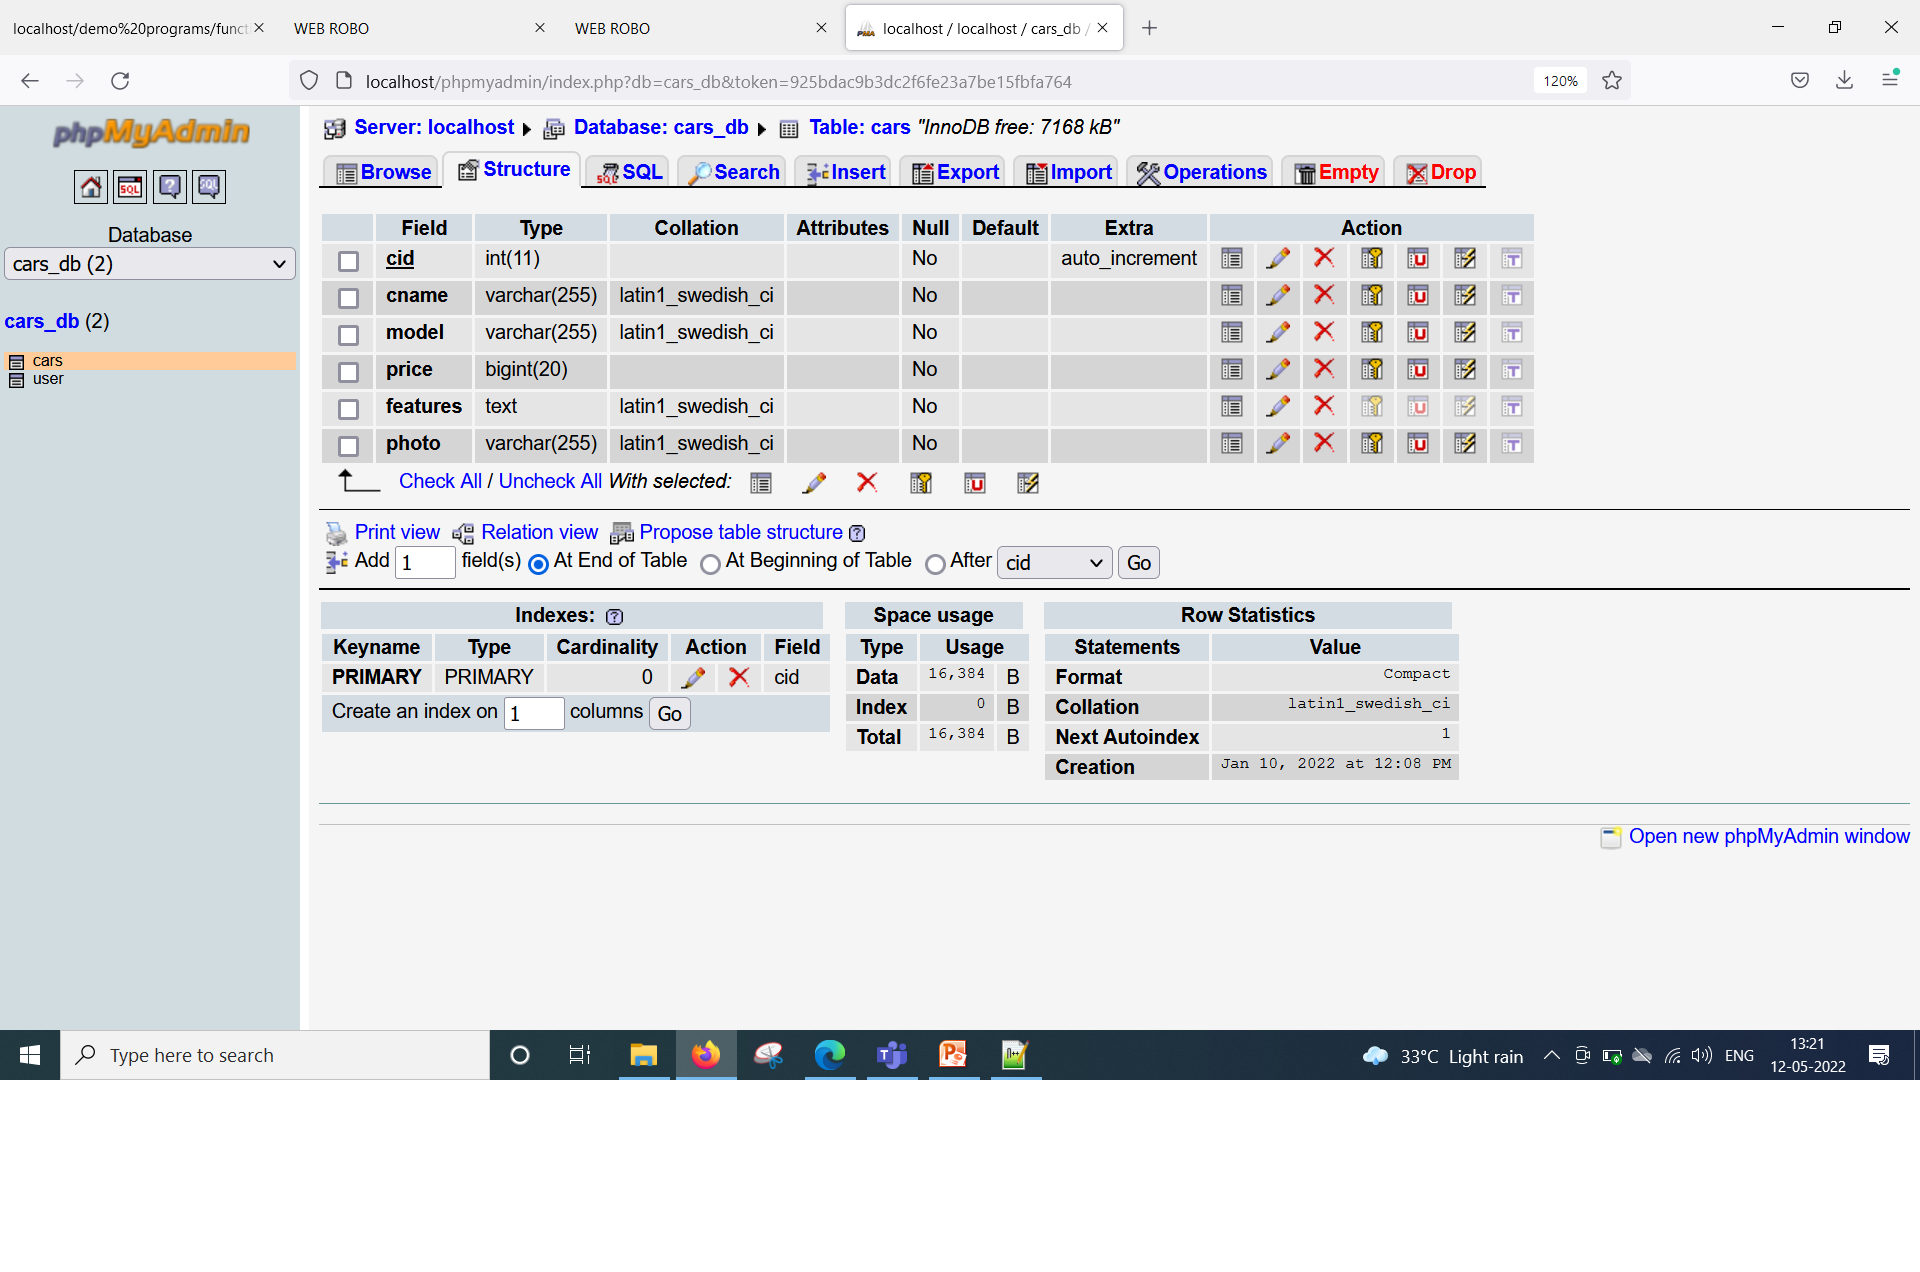 localhost/demo%20programs/funct
WEB ROBO
WEB ROBO
localhost / localhost / cars_db /
localhost/phpmyadmin/index.php?db=cars_db&token=925bdac9b3dc2f6fe23a7be15fbfa764
120%
phpMyAdmin
SQL
SQL
Database
cars_db (2)
cars_db (2)
cars
user
Server: localhost Database: cars_db Table: cars "InnoDB free: 7168 kB"
Browse Structure SQL Search Insert Export Import Operations Empty Drop
Field Type Collation Attributes Null Default Extra Action
cid int(11) No auto_increment
cname varchar(255) latin1_swedish_ci No
model varchar(255) latin1_swedish_ci No
price bigint(20) No
features text latin1_swedish_ci No
photo varchar(255) latin1_swedish_ci No
Check All / Uncheck All With selected:
Print view Relation view Propose table structure
Add 1 field(s) At End of Table At Beginning of Table After cid Go
Indexes:
Keyname Type Cardinality Action Field
PRIMARY PRIMARY 0 cid
Create an index on 1 columns Go
Space usage
Type Usage
Data 16,384 B
Index 0 B
Total 16,384 B
Row Statistics
Statements Value
Format Compact
Collation latin1_swedish_ci
Next Autoindex 1
Creation Jan 10, 2022 at 12:08 PM
Open new phpMyAdmin window
Type here to search
33°C Light rain
ENG
13:21
12-05-2022